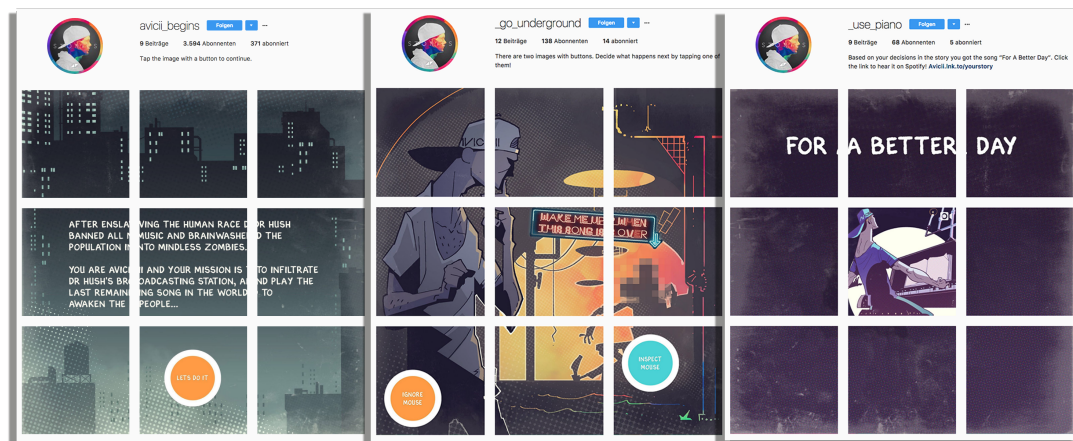 avicii_begins Folgen
9 Beiträge 3.594 Abonnenten 371 abonniert
Tap the image with a button to continue.
AFTER ENSLAVING THE HUMAN RACE DOR HUSH
BANNED ALL MUSIC AND BRAINWASHED THE
POPULATION INTO MINDLESS ZOMBIES.
YOU ARE AVICII AND YOUR MISSION IS TO INFILTRATE
DR HUSH'S BROADCASTING STATION, AND PLAY THE
LAST REMAINING SONG IN THE WORLD TO
AWAKEN THE PEOPLE...
LET'S DO IT
_go_underground Folgen
12 Beiträge 138 Abonnenten 14 abonniert
There are two images with buttons. Decide what happens next by tapping one of
them!
AVICII
WAKE ME UP WHEN
THIS SONG IS OVER
INSPECT
MOUSE
IGNORE
MOUSE
_use_piano Folgen
9 Beiträge 68 Abonnenten 5 abonniert
Based on your decisions in the story you got the song "For A Better Day". Click
the link to hear it on Spotify! Avicii.lnk.to/yourstory
FOR A BETTER DAY